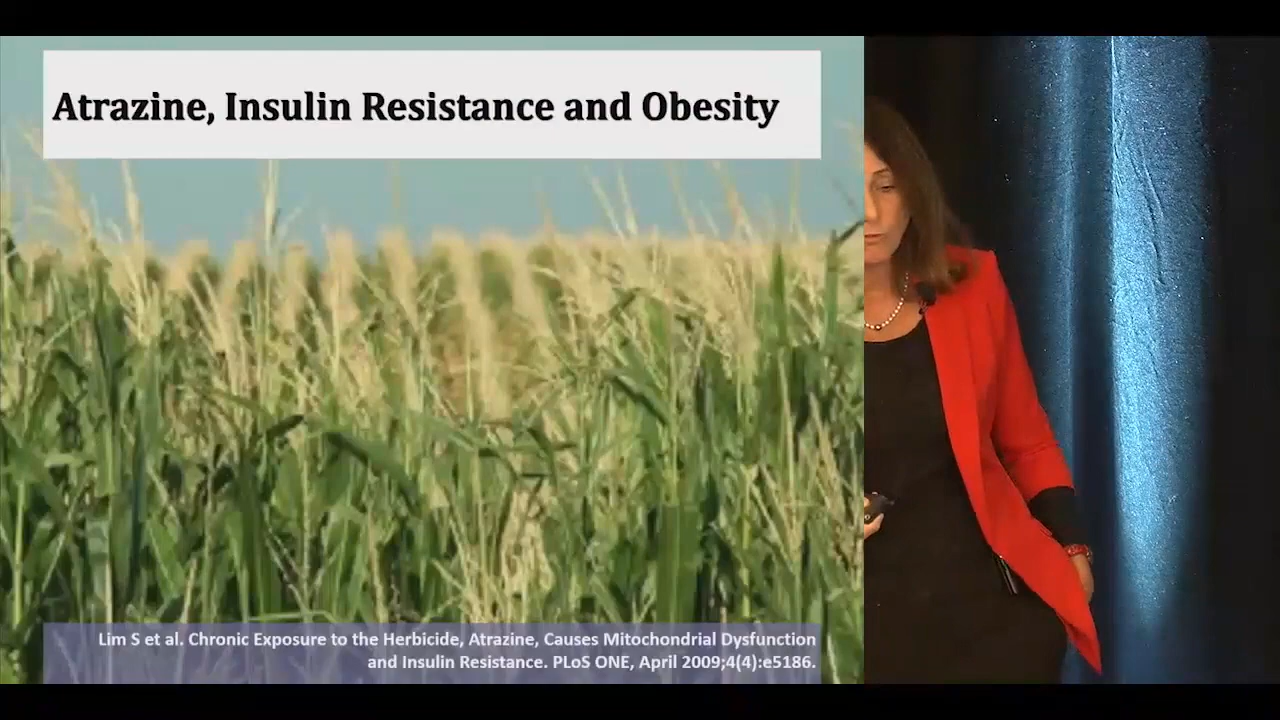 Atrazine, Insulin Resistance and Obesity
Lim S et al. Chronic Exposure to the Herbicide, Atrazine, Causes Mitochondrial Dysfunction
and Insulin Resistance. PLoS ONE, April 2009;4(4):e5186.